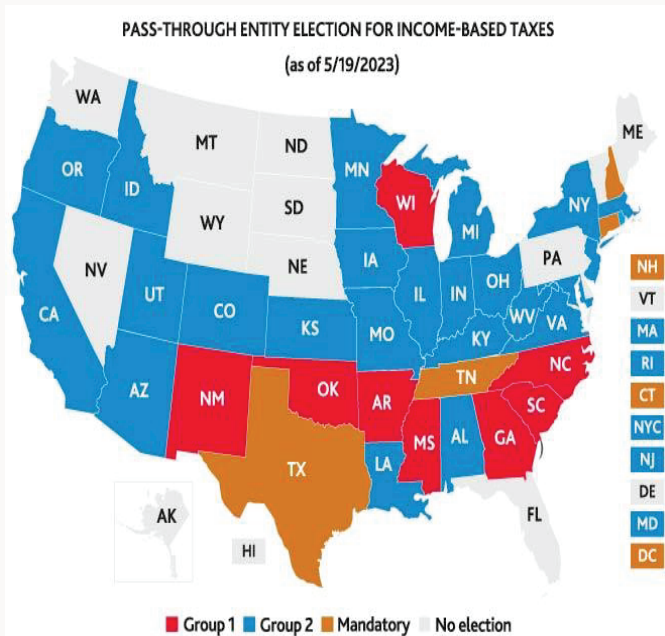 PASS-THROUGH ENTITY ELECTION FOR INCOME-BASED TAXES
(as of 5/19/2023)
WA
MT
ND
MN
ME
OR
ID
WY
SD
WI
MI
NY
NV
NE
IA
PA
CA
UT
CO
KS
MO
IL
IN
OH
WV
VA
KY
AZ
NM
OK
AR
TN
NC
SC
TX
LA
MS
AL
GA
FL
AK
HI
NH
VT
MA
RI
CT
NYC
NJ
DE
MD
DC
Group 1 Group 2 Mandatory No election